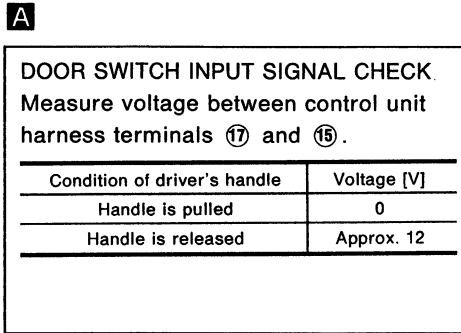 A
DOOR SWITCH INPUT SIGNAL CHECK
Measure voltage between control unit
harness terminals ⑰ and ⑮.
Condition of driver's handle Voltage [V]
Handle is pulled 0
Handle is released Approx. 12